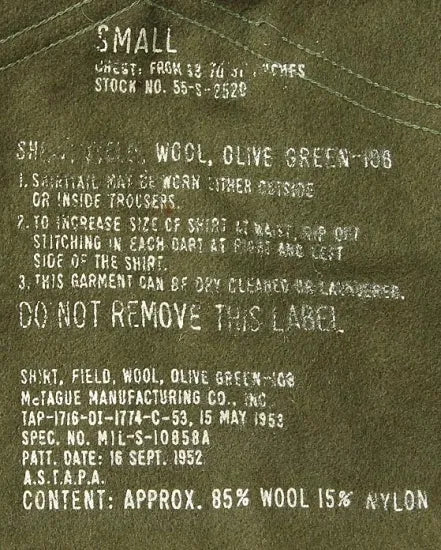 SMALL
CHEST: FROM 33 TO 37 INCHES
STOCK NO. 55-S-2520
SHIRT, FIELD, WOOL, OLIVE GREEN-108
1. SHIRTTAIL MAY BE WORN EITHER OUTSIDE
OR INSIDE TROUSERS.
2. TO INCREASE SIZE OF SHIRT AT WAIST, RIP OUT
STITCHING IN EACH DART AT RIGHT AND LEFT
SIDE OF THE SHIRT.
3. THIS GARMENT CAN BE DRY CLEANED OR LAUNDERED.
DO NOT REMOVE THIS LABEL
SHIRT, FIELD, WOOL, OLIVE GREEN-108
McTAGUE MANUFACTURING CO., INC.
TAP-1716-OI-1774-C-53, 15 MAY 1953
SPEC. NO. MIL-S-10858A
PATT. DATE: 16 SEPT. 1952
A.S.T.A.P.A.
CONTENT: APPROX. 85% WOOL 15% NYLON